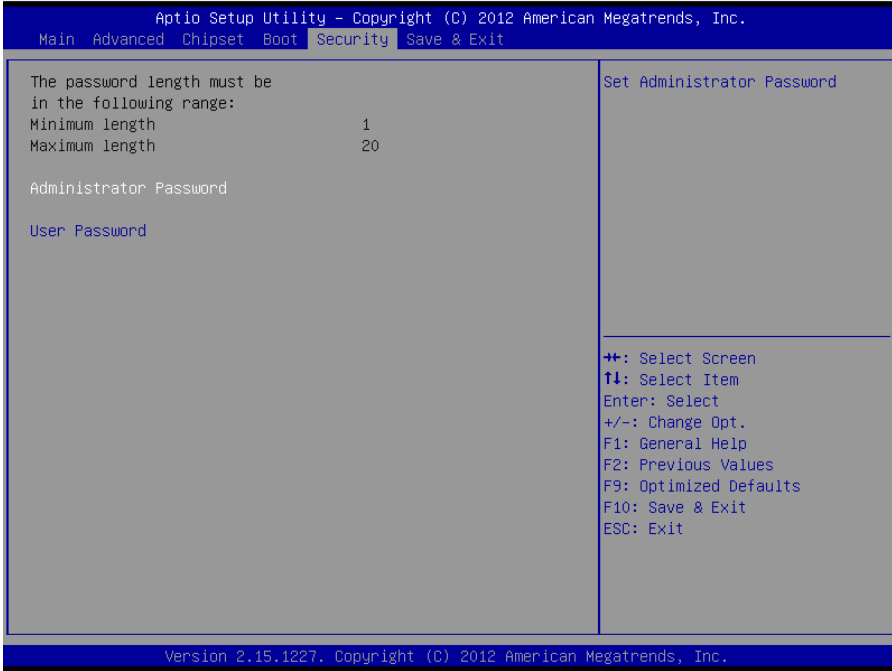 Aptio Setup Utility – Copyright (C) 2012 American Megatrends, Inc.
Main Advanced Chipset Boot Security Save & Exit
The password length must be
in the following range:
Minimum length 1
Maximum length 20
Administrator Password
User Password
Set Administrator Password
→←: Select Screen
↑↓: Select Item
Enter: Select
+/-: Change Opt.
F1: General Help
F2: Previous Values
F9: Optimized Defaults
F10: Save & Exit
ESC: Exit
Version 2.15.1227. Copyright (C) 2012 American Megatrends, Inc.